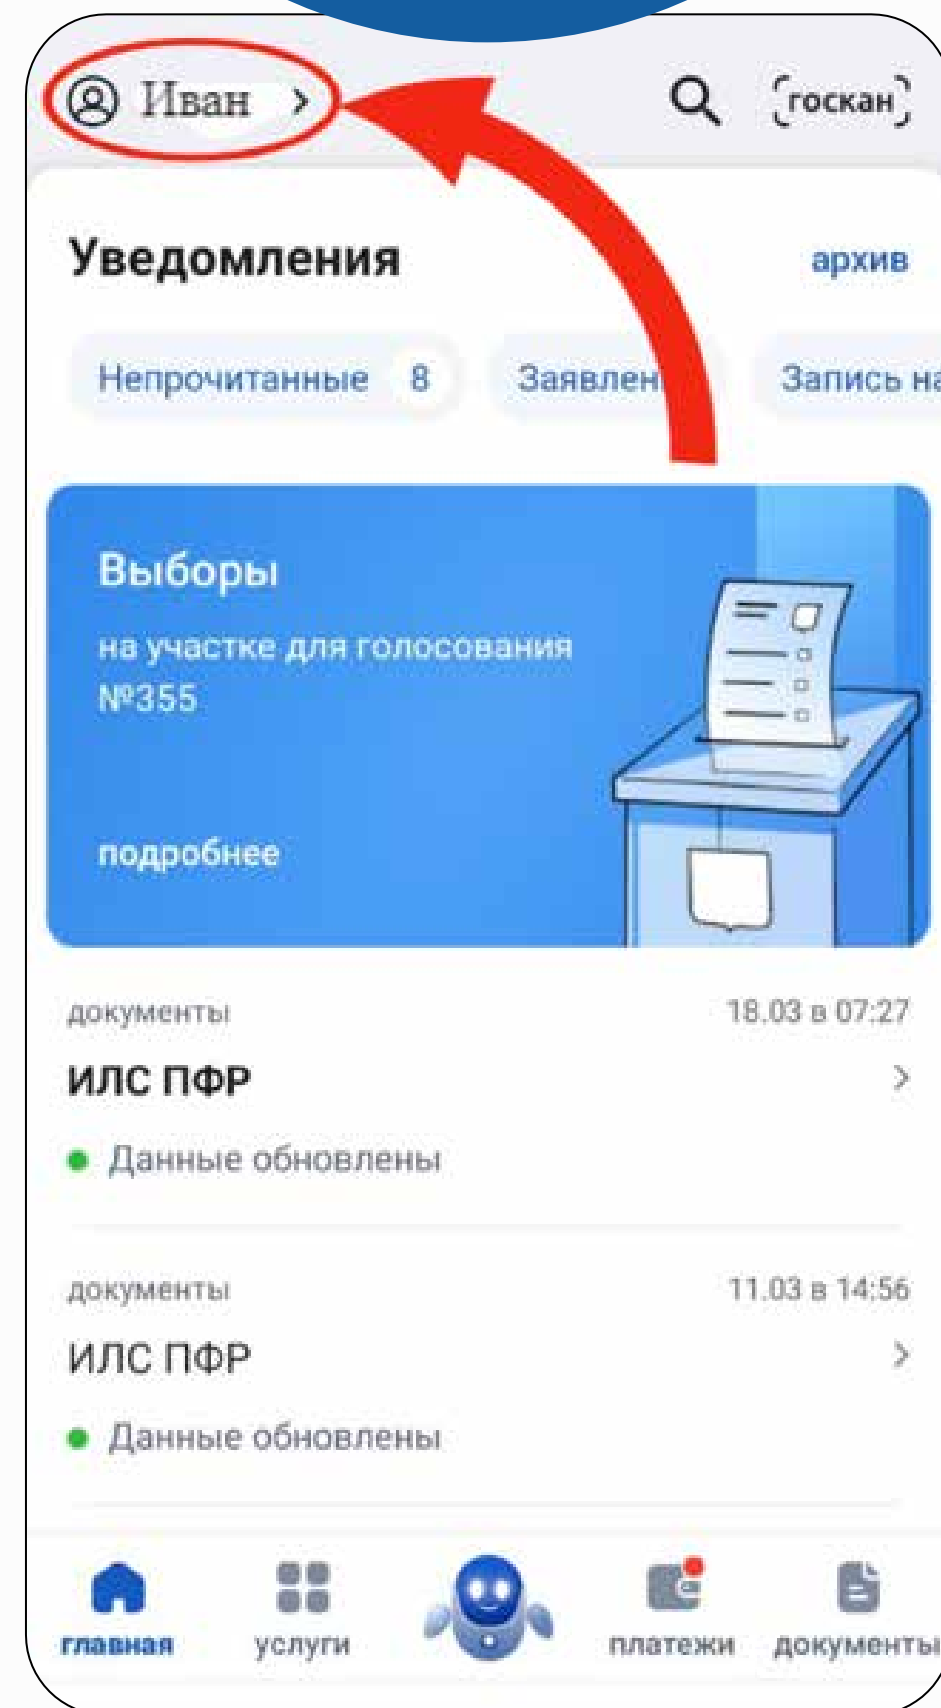 Иван
госкан
Уведомления
архив
Непрочитанные 8
Заявлен
Запись на
Выборы
на участке для голосования
№355
подробнее
документы
18.03 в 07:27
ИЛС ПФР
Данные обновлены
документы
11.03 в 14:56
ИЛС ПФР
Данные обновлены
главная
услуги
платежи
документы